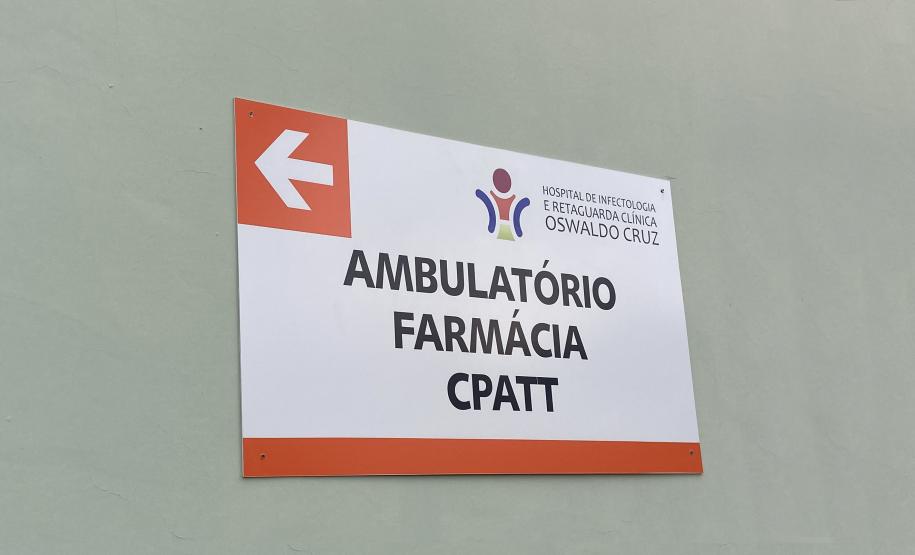 HOSPITAL DE INFECTOLOGIA
E RETAGUARDA CLÍNICA
OSWALDO CRUZ
AMBULATÓRIO
FARMÁCIA
CPATT